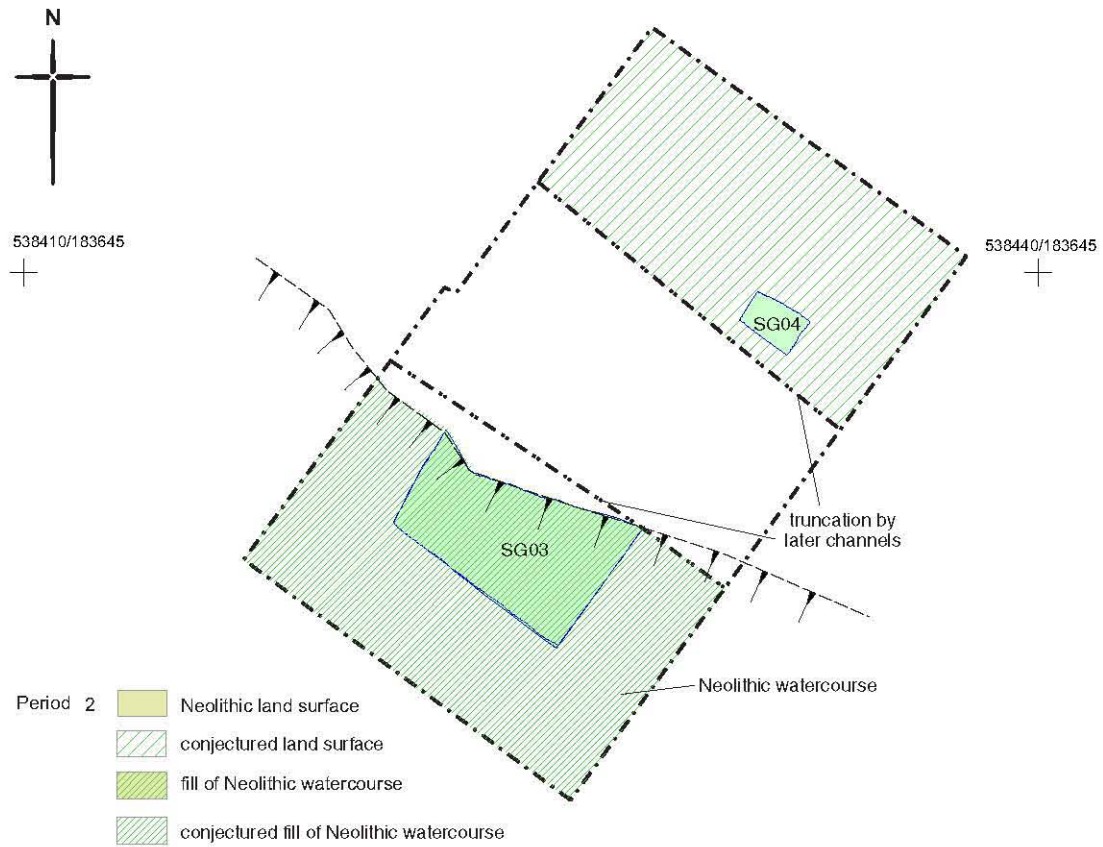 N
538410/183645
538440/183645
SG04
truncation by
later channels
SG03
Neolithic watercourse
Period 2
Neolithic land surface
conjectured land surface
fill of Neolithic watercourse
conjectured fill of Neolithic watercourse